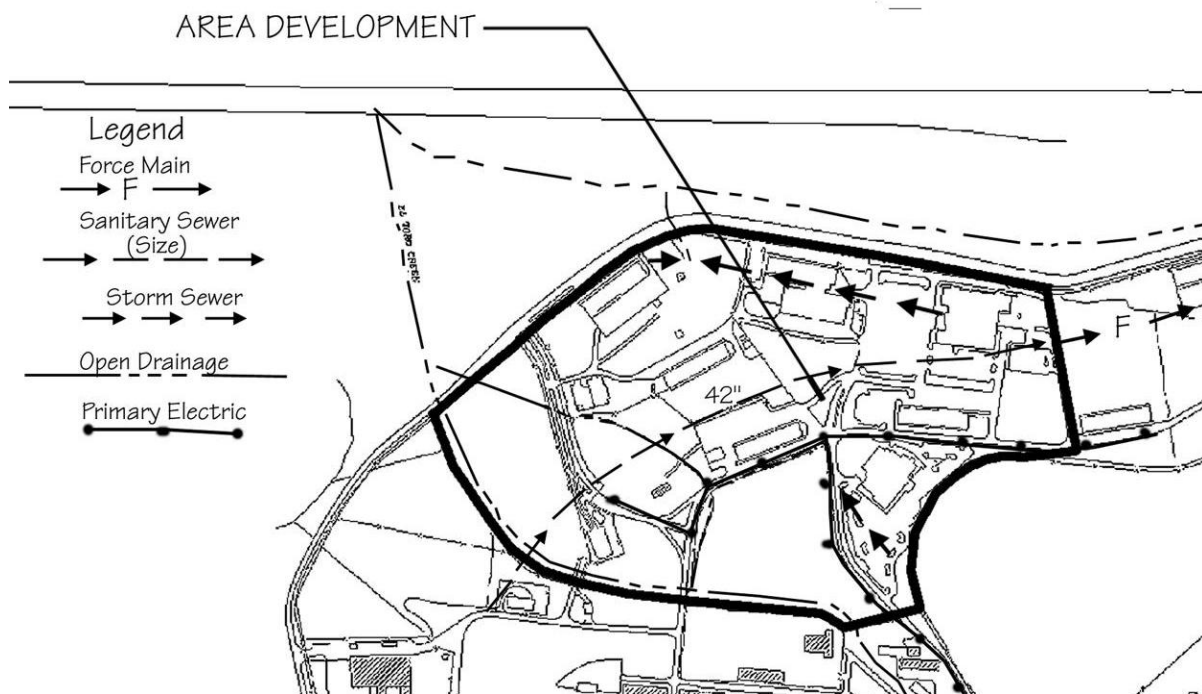 AREA DEVELOPMENT
Legend
Force Main
F
Sanitary Sewer
(Size)
Storm Sewer
Open Drainage
Primary Electric
42"
F